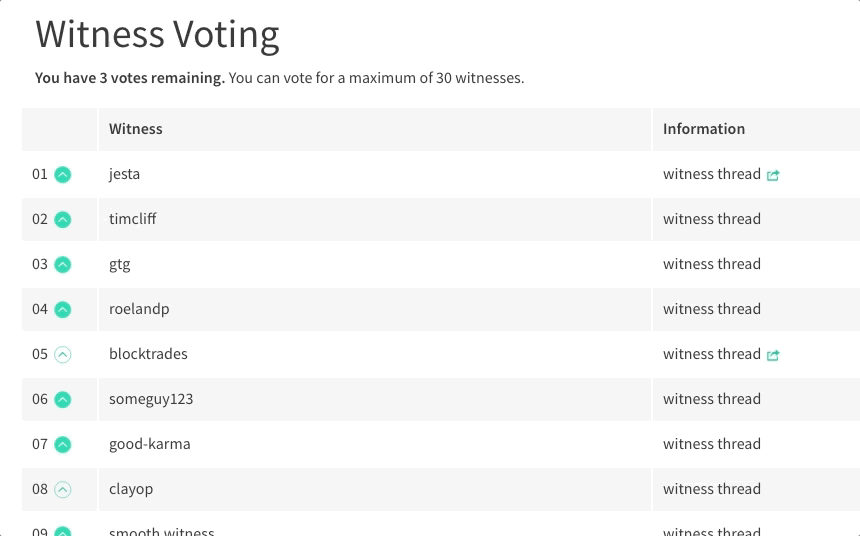 Witness Voting
You have 3 votes remaining. You can vote for a maximum of 30 witnesses.
Witness Information
01 jesta witness thread
02 timcliff witness thread
03 gtg witness thread
04 roelandp witness thread
05 blocktrades witness thread
06 someguy123 witness thread
07 good-karma witness thread
08 clayop witness thread
09 smooth.witness witness thread